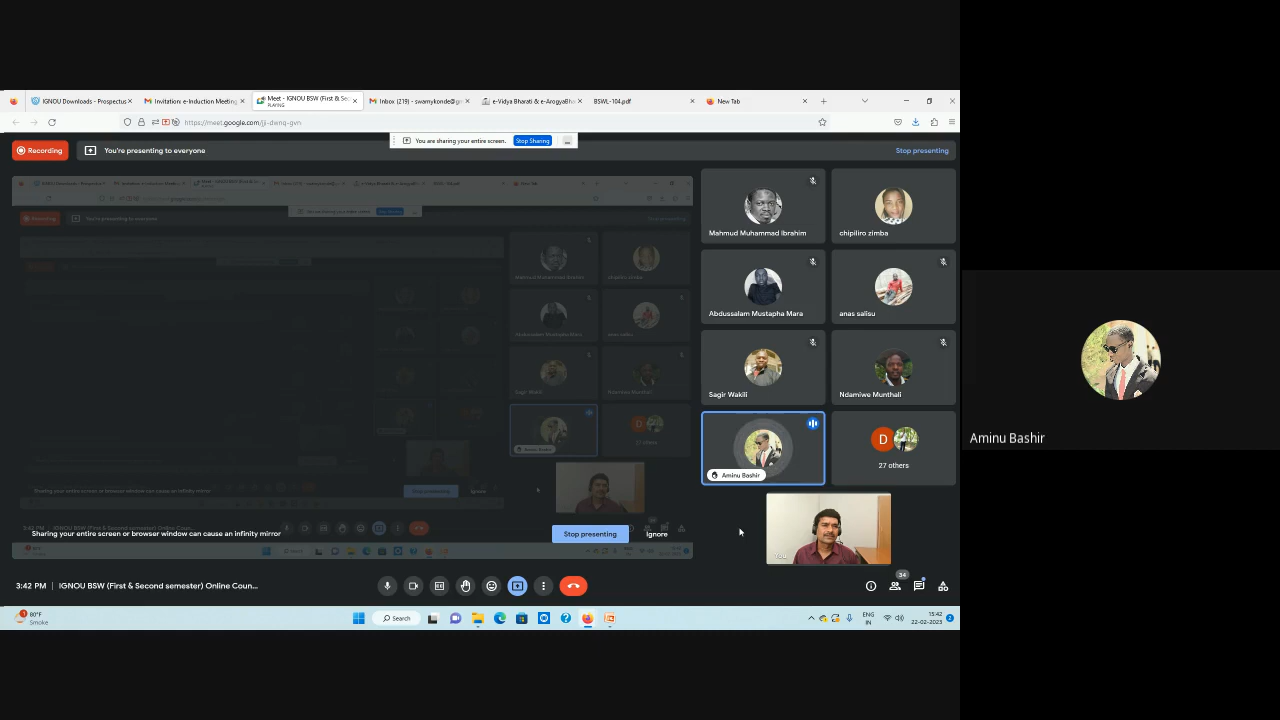 IGNOU Downloads - Prospectus
Invitation: e-Induction Meeting
Meet - IGNOU BSW (First & Se
PLAYING
Inbox (219) - swamykonde@gm
e-Vidya Bharati & e-ArogyaBha
BSWL-104.pdf
New Tab
https://meet.google.com/
You are sharing your entire screen.
Stop Sharing
Recording
You're presenting to everyone
Stop presenting
Mahmud Muhammad Ibrahim
chipiliro zimba
Abdussalam Mustapha Mara
anas salisu
Sagir Wakili
Ndamiwe Munthali
Aminu Bashir
D
27 others
You
Aminu Bashir
Sharing your entire screen or browser window can cause an infinity mirror
Stop presenting
Ignore
3:42 PM | IGNOU BSW (First & Second semester) Online Coun...
34
80°F
Smoke
Search
ENG
IN
15:42
22-02-2023